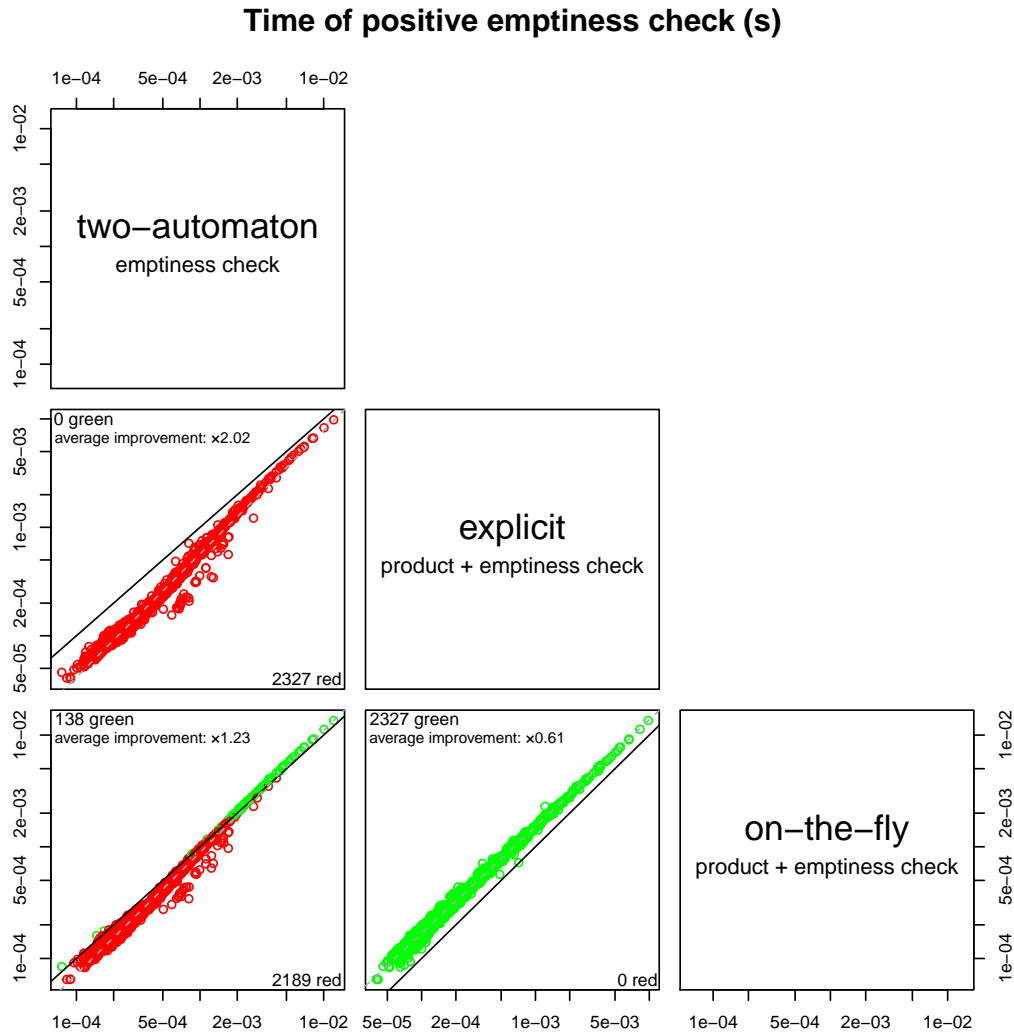 Time of positive emptiness check (s)
1e−04 5e−04 2e−03 1e−02
1e−02
2e−03
5e−04
1e−04
two−automaton
emptiness check
0 green
average improvement: ×2.02
2327 red
5e−03
1e−03
2e−04
5e−05
explicit
product + emptiness check
138 green
average improvement: ×1.23
2189 red
1e−02
2e−03
5e−04
1e−04
2327 green
average improvement: ×0.61
0 red
on−the−fly
product + emptiness check
1e−02
2e−03
5e−04
1e−04
1e−04 5e−04 2e−03 1e−02
5e−05 2e−04 1e−03 5e−03
1e−04 5e−04 2e−03 1e−02